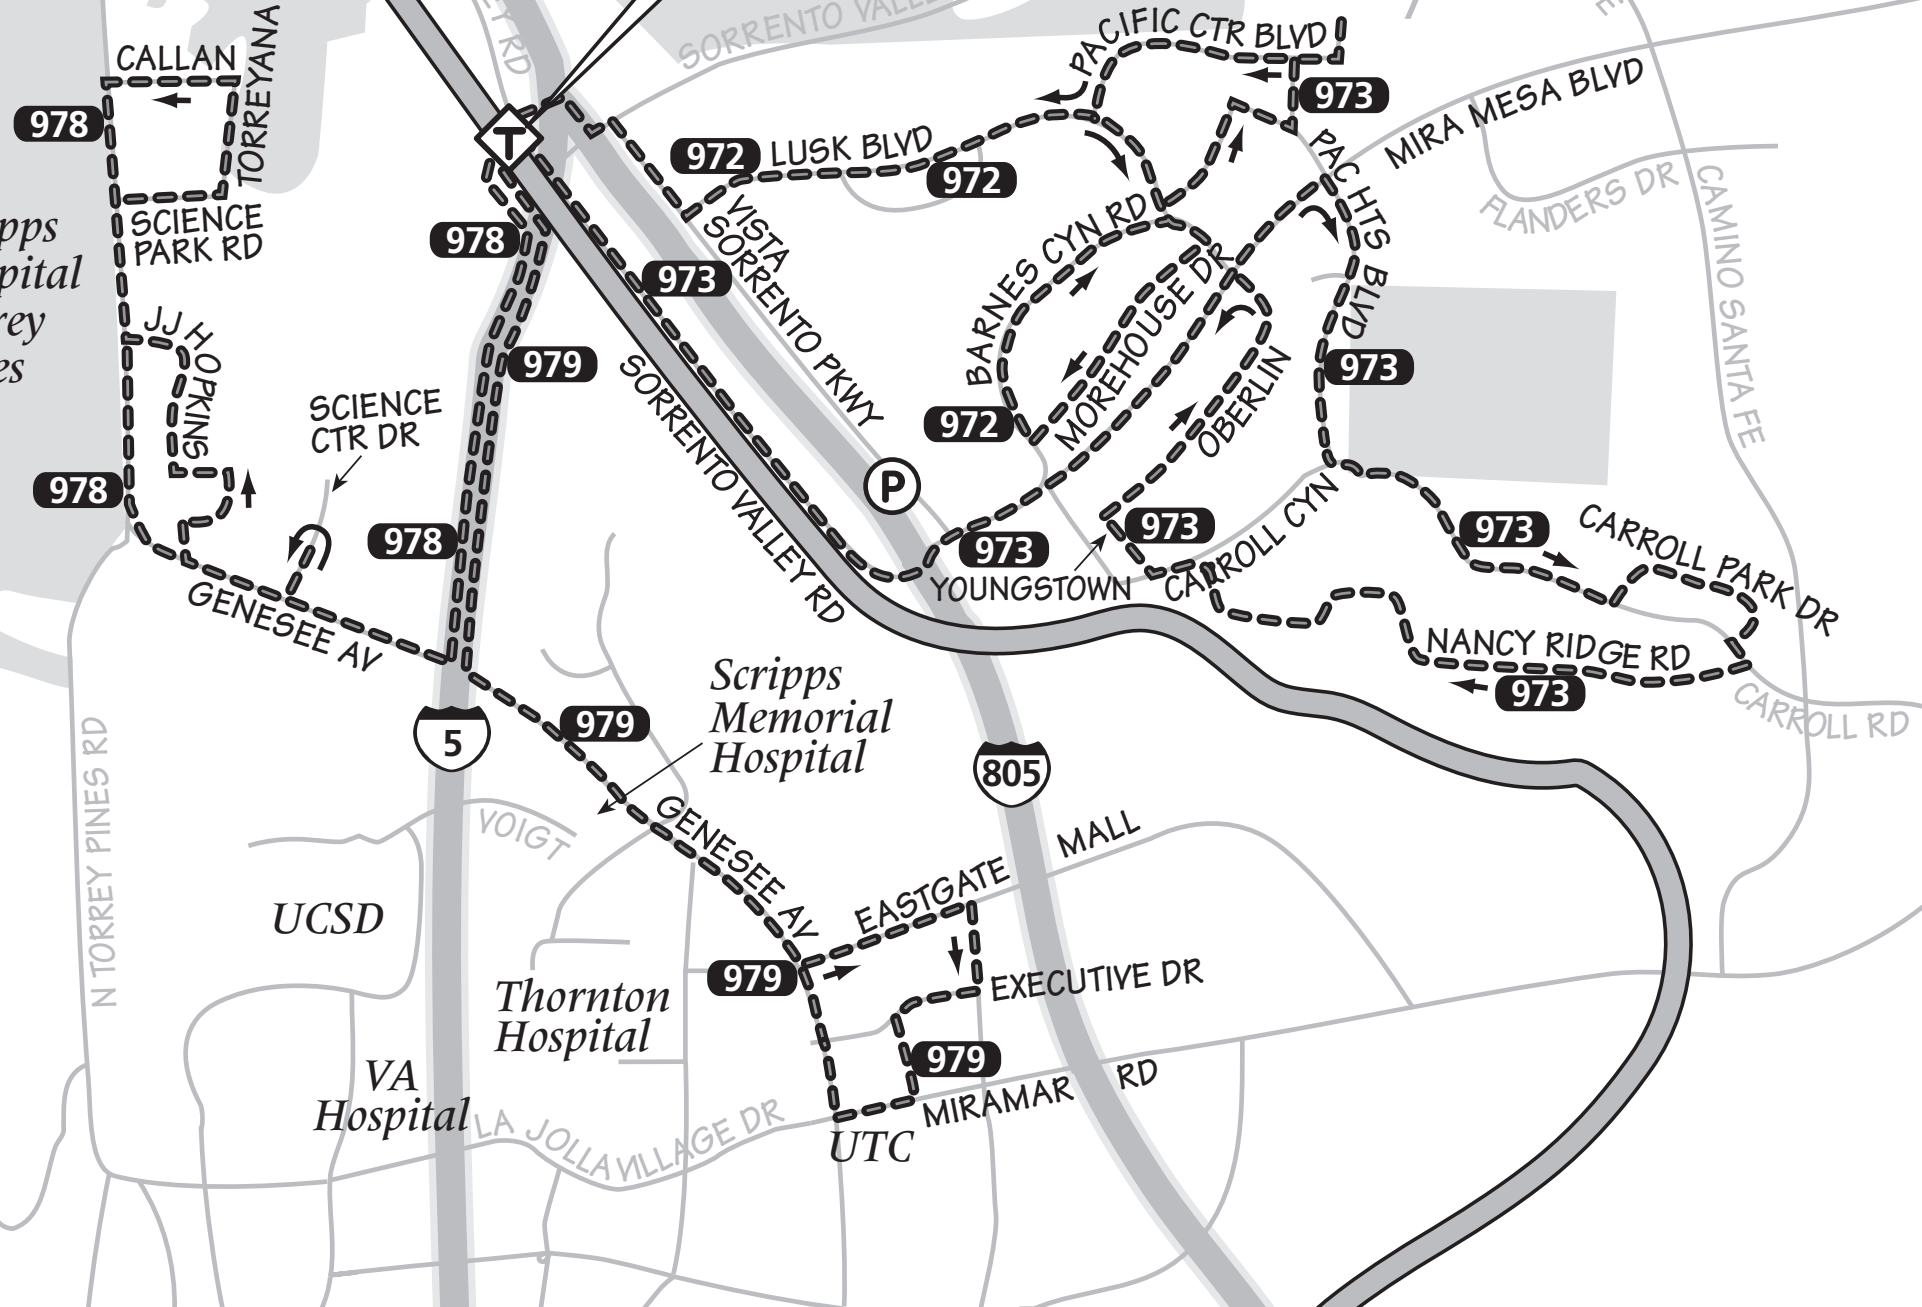 CALLAN
TORREYANA
978
SCIENCE
PARK RD
pps
pital
rey
es
JJ HOPKINS
978
SCIENCE
CTR DR
GENESEE AV
EY RD
T
SORRENTO VALLE
972
LUSK BLVD
972
VISTA
SORRENTO PKWY
973
978
979
978
SORRENTO VALLEY RD
P
PACIFIC CTR BLVD
973
MIRA MESA BLVD
E
FLANDERS DR
CAMINO SANTA FE
PAC HTS BLVD
BARNES CYN RD
MOREHOUSE DR
OBERLIN
972
973
973
973
YOUNGSTOWN
CARROLL CYN
973
CARROLL PARK DR
NANCY RIDGE RD
973
CARROLL RD
5
979
Scripps
Memorial
Hospital
805
N TORREY PINES RD
VOIGT
GENESEE AV
UCSD
EASTGATE MALL
979
EXECUTIVE DR
Thornton
Hospital
979
VA
Hospital
LA JOLLA VILLAGE DR
MIRAMAR RD
UTC